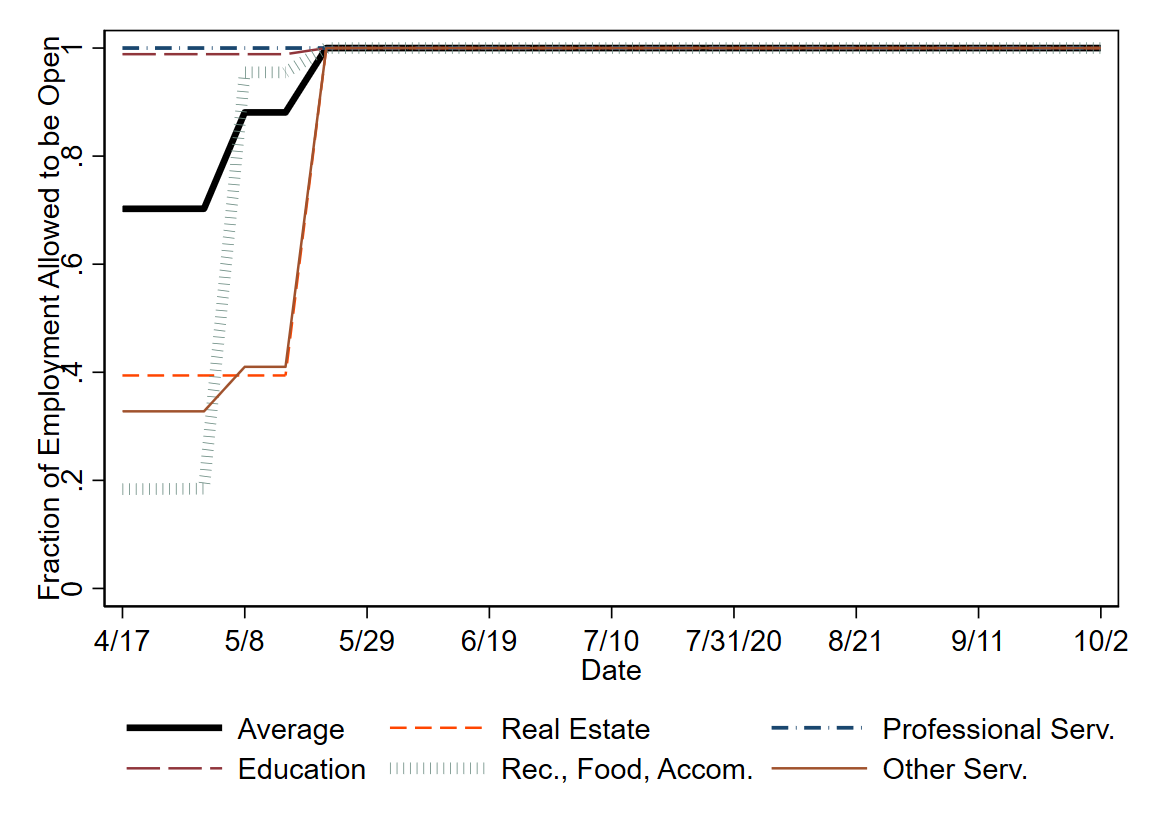 Fraction of Employment Allowed to be Open
1
.8
.6
.4
.2
0
4/17 5/8 5/29 6/19 7/10 7/31/20 8/21 9/11 10/2
Date
Average Real Estate Professional Serv.
Education Rec., Food, Accom. Other Serv.